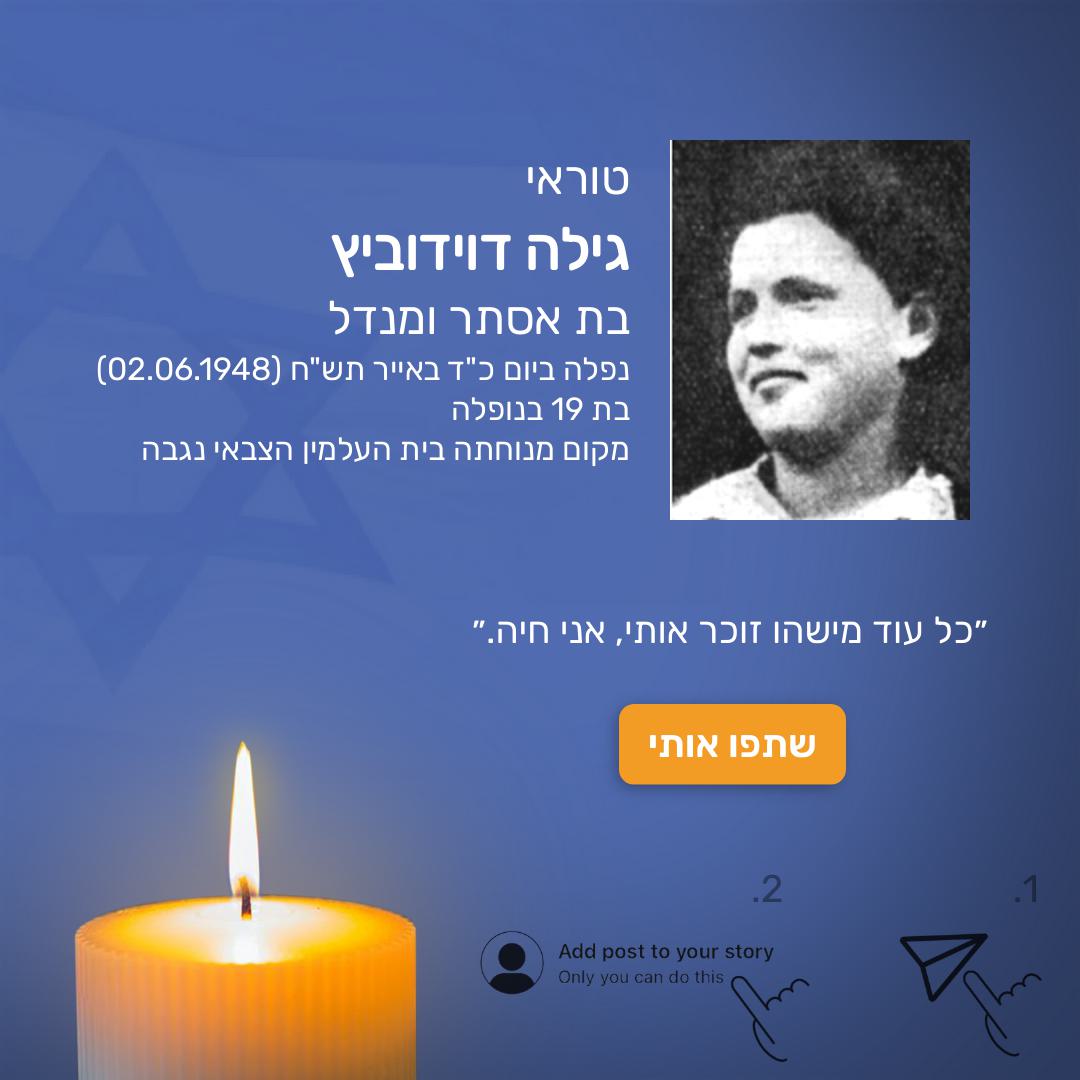 טוראי
גילה דוידוביץ
בת אסתר ומנדל
נפלה ביום כ"ד באייר תש"ח (02.06.1948)
בת 19 בנופלה
מקום מנוחתה בית העלמין הצבאי נגבה
״כל עוד מישהו זוכר אותי, אני חיה.״
שתפו אותי
1.
2.
Add post to your story
Only you can do this